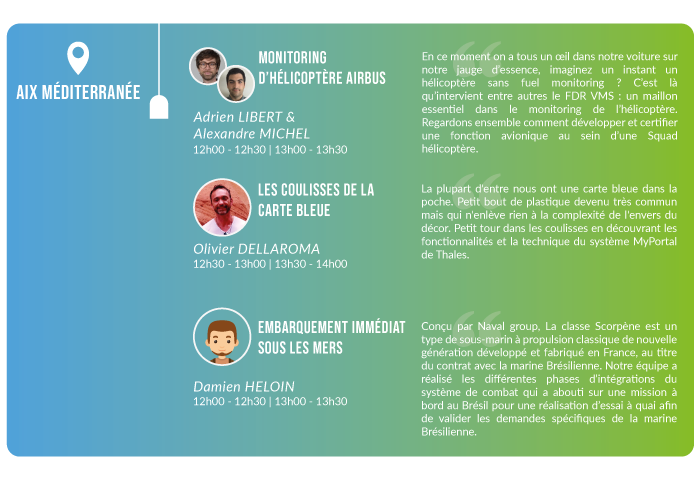 AIX MÉDITERRANÉE
MONITORING
D'HÉLICOPTÈRE AIRBUS
Adrien LIBERT &
Alexandre MICHEL
12h00 - 12h30 | 13h00 - 13h30
En ce moment on a tous un œil dans notre voiture sur
notre jauge d'essence, imaginez un instant un
hélicoptère sans fuel monitoring ? C'est là
qu'intervient entre autres le FDR VMS : un maillon
essentiel dans le monitoring de l'hélicoptère.
Regardons ensemble comment développer et certifier
une fonction avionique au sein d'une Squad
hélicoptère.
LES COULISSES DE LA
CARTE BLEUE
Olivier DELLAROMA
12h30 - 13h00 | 13h30 - 14h00
La plupart d'entre nous ont une carte bleue dans la
poche. Petit bout de plastique devenu très commun
mais qui n'enlève rien à la complexité de l'envers du
décor. Petit tour dans les coulisses en découvrant les
fonctionnalités et la technique du système MyPortal
de Thales.
EMBARQUEMENT IMMÉDIAT
SOUS LES MERS
Damien HELOIN
12h00 - 12h30 | 13h00 - 13h30
Conçu par Naval group, La classe Scorpène est un
type de sous-marin à propulsion classique de nouvelle
génération développé et fabriqué en France, au titre
du contrat avec la marine Brésilienne. Notre équipe a
réalisé les différentes phases d'intégrations du
système de combat qui a abouti sur une mission à
bord au Brésil pour une réalisation d'essai à quai afin
de valider les demandes spécifiques de la marine
Brésilienne.